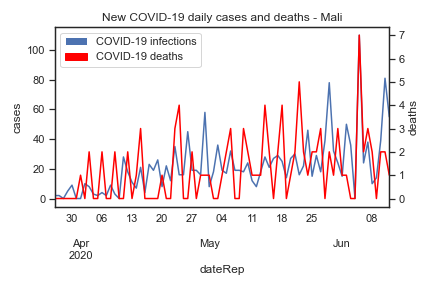 New COVID-19 daily cases and deaths - Mali
COVID-19 infections
COVID-19 deaths
cases
100
80
60
40
20
0
deaths
7
6
5
4
3
2
1
0
30 06 13 20 27 04 11 18 25 08
Apr May Jun
2020
dateRep